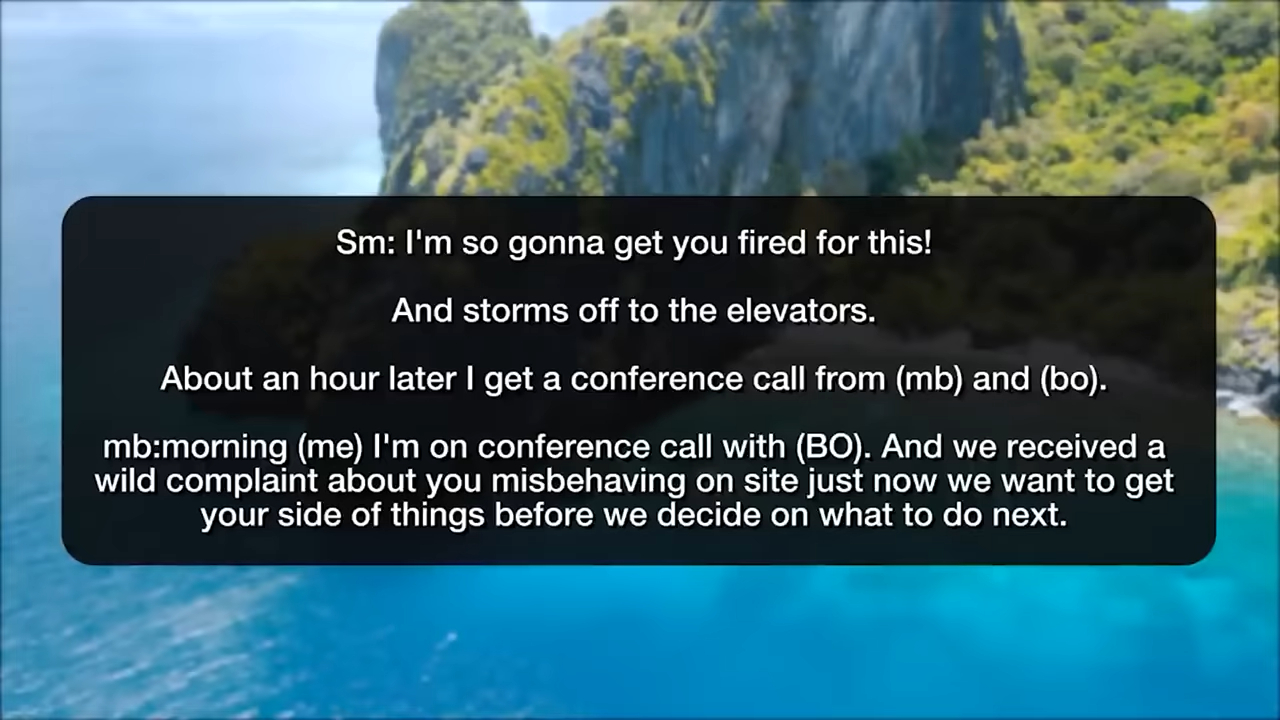 Sm: I'm so gonna get you fired for this!
And storms off to the elevators.
About an hour later I get a conference call from (mb) and (bo).
mb:morning (me) I'm on conference call with (BO). And we received a
wild complaint about you misbehaving on site just now we want to get
your side of things before we decide on what to do next.